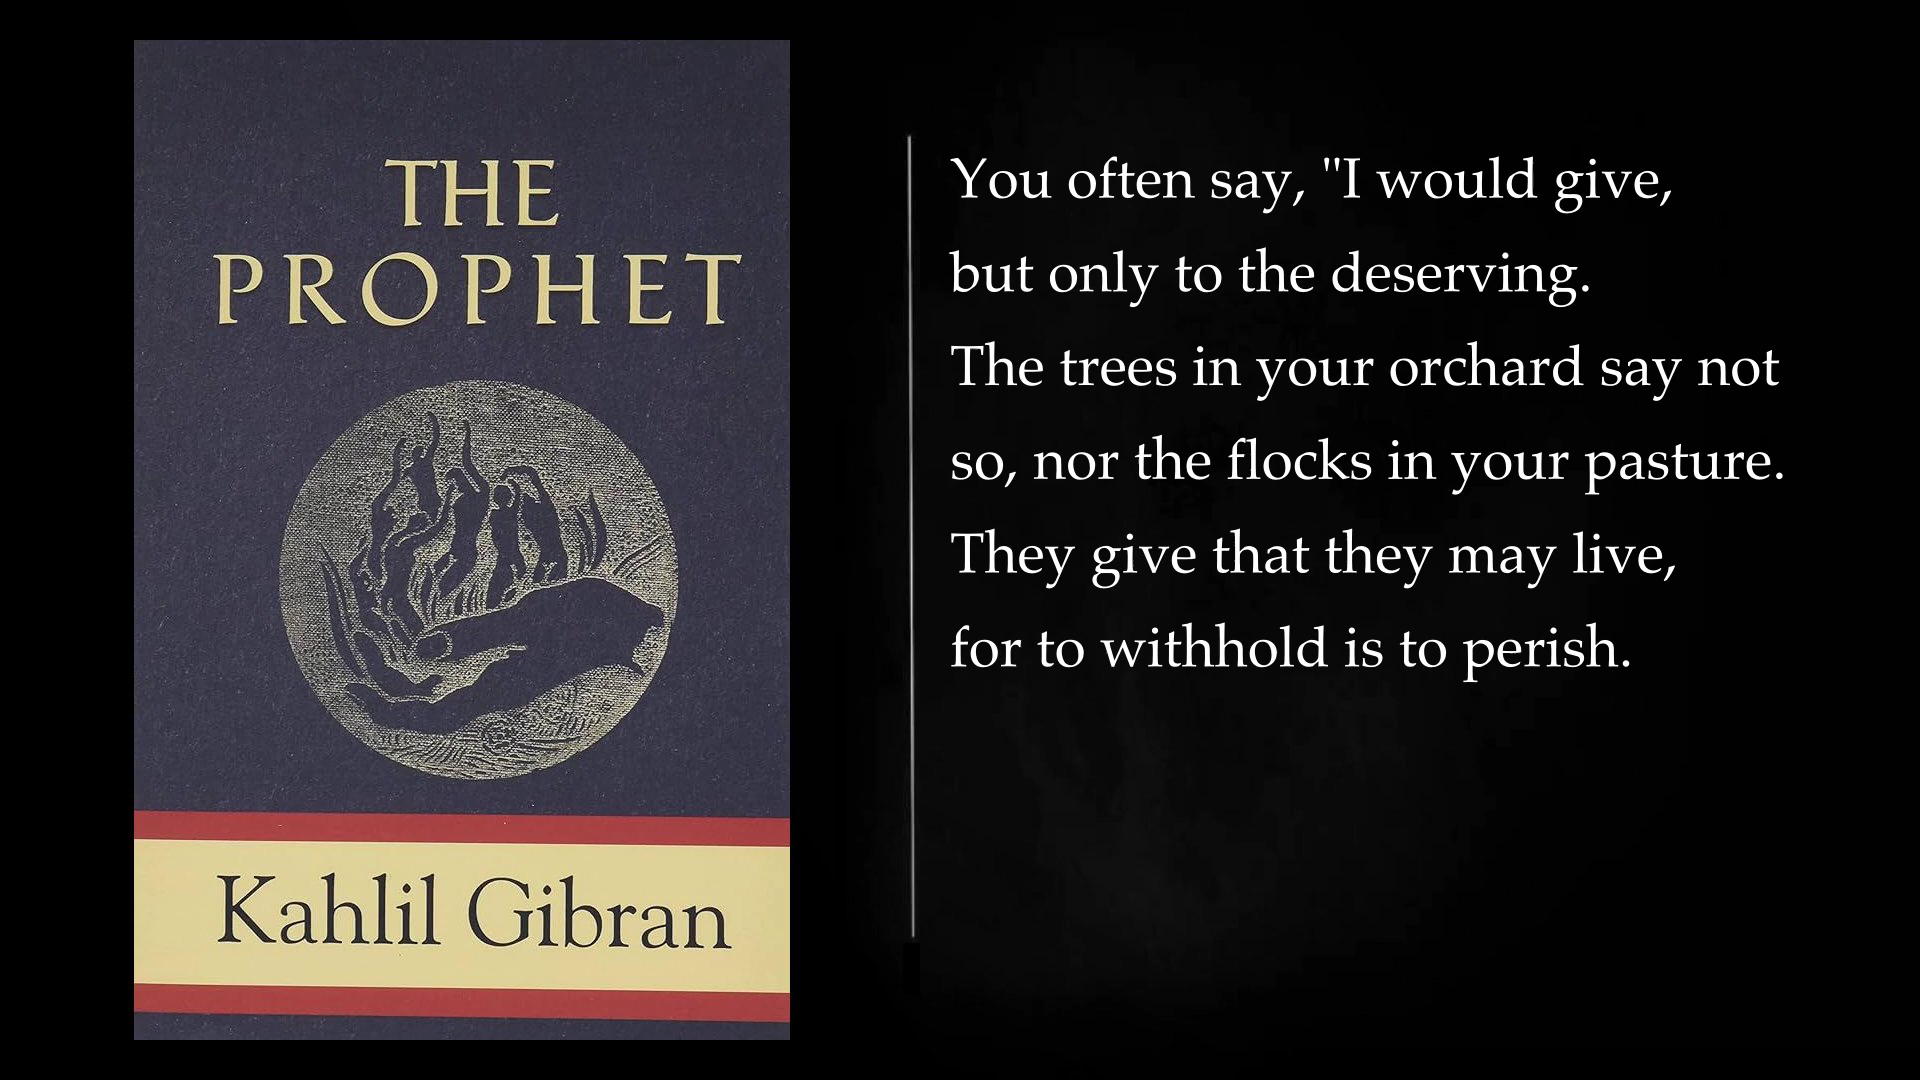 THE
PROPHET
Kahlil Gibran
You often say, "I would give,
but only to the deserving.
The trees in your orchard say not
so, nor the flocks in your pasture.
They give that they may live,
for to withhold is to perish.